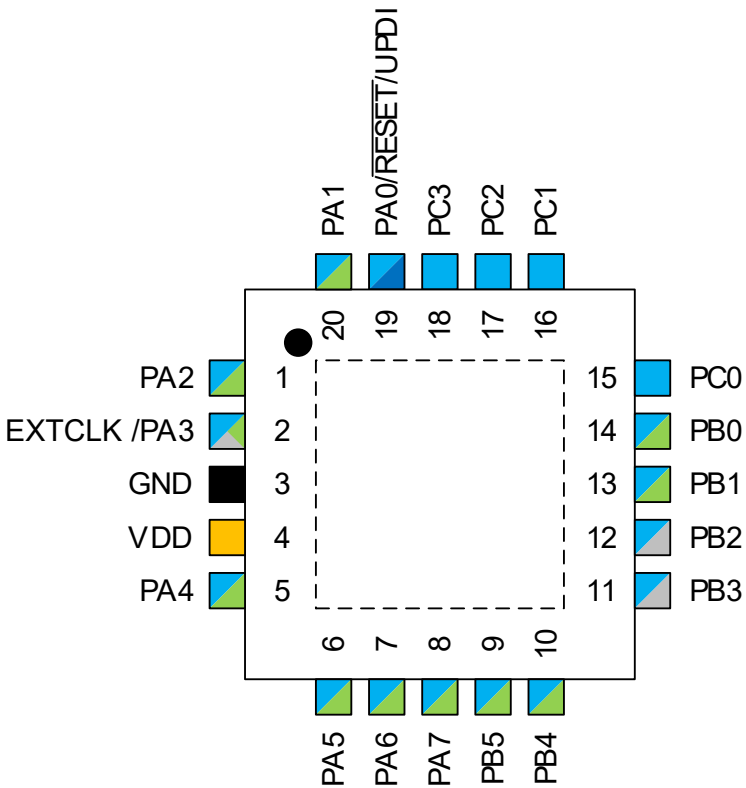 PA1
PA0/RESET/UPDI
PC3
PC2
PC1
20
19
18
17
16
PA2
1
EXTCLK /PA3
2
GND
3
VDD
4
PA4
5
15
PC0
14
PB0
13
PB1
12
PB2
11
PB3
6
7
8
9
10
PA5
PA6
PA7
PB5
PB4